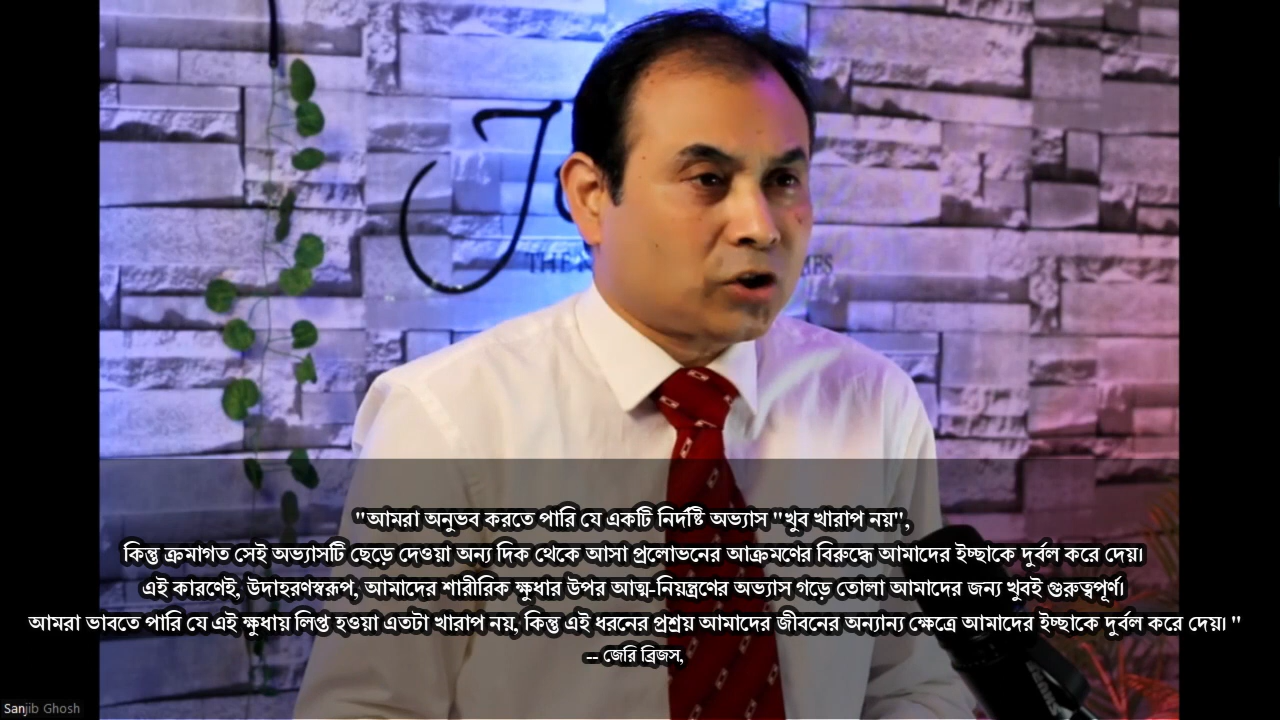 "আমরা অনুভব করতে পারি যে একটি নির্দষ্টি অভ্যাস "খুব খারাপ নয়",
কিন্তু ক্রমাগত সেই অভ্যাসটি ছেড়ে দেওয়া অন্য দিক থেকে আসা প্রলোভনের আক্রমণের বিরুদ্ধে আমাদের ইচ্ছাকে দুর্বল করে দেয়।
এই কারণেই, উদাহরণস্বরূপ, আমাদের শারীরিক ক্ষুধার উপর আত্ম-নিয়ন্ত্রণের অভ্যাস গড়ে তোলা আমাদের জন্য খুবই গুরুত্বপূর্ণ।
আমরা ভাবতে পারি যে এই ক্ষুধায় লিপ্ত হওয়া এতটা খারাপ নয়, কিন্তু এই ধরনের প্রশ্রয় আমাদের জীবনের অন্যান্য ক্ষেত্রে আমাদের ইচ্ছাকে দুর্বল করে দেয়। "
-- জেরি ব্রিজস,
Sanjib Ghosh